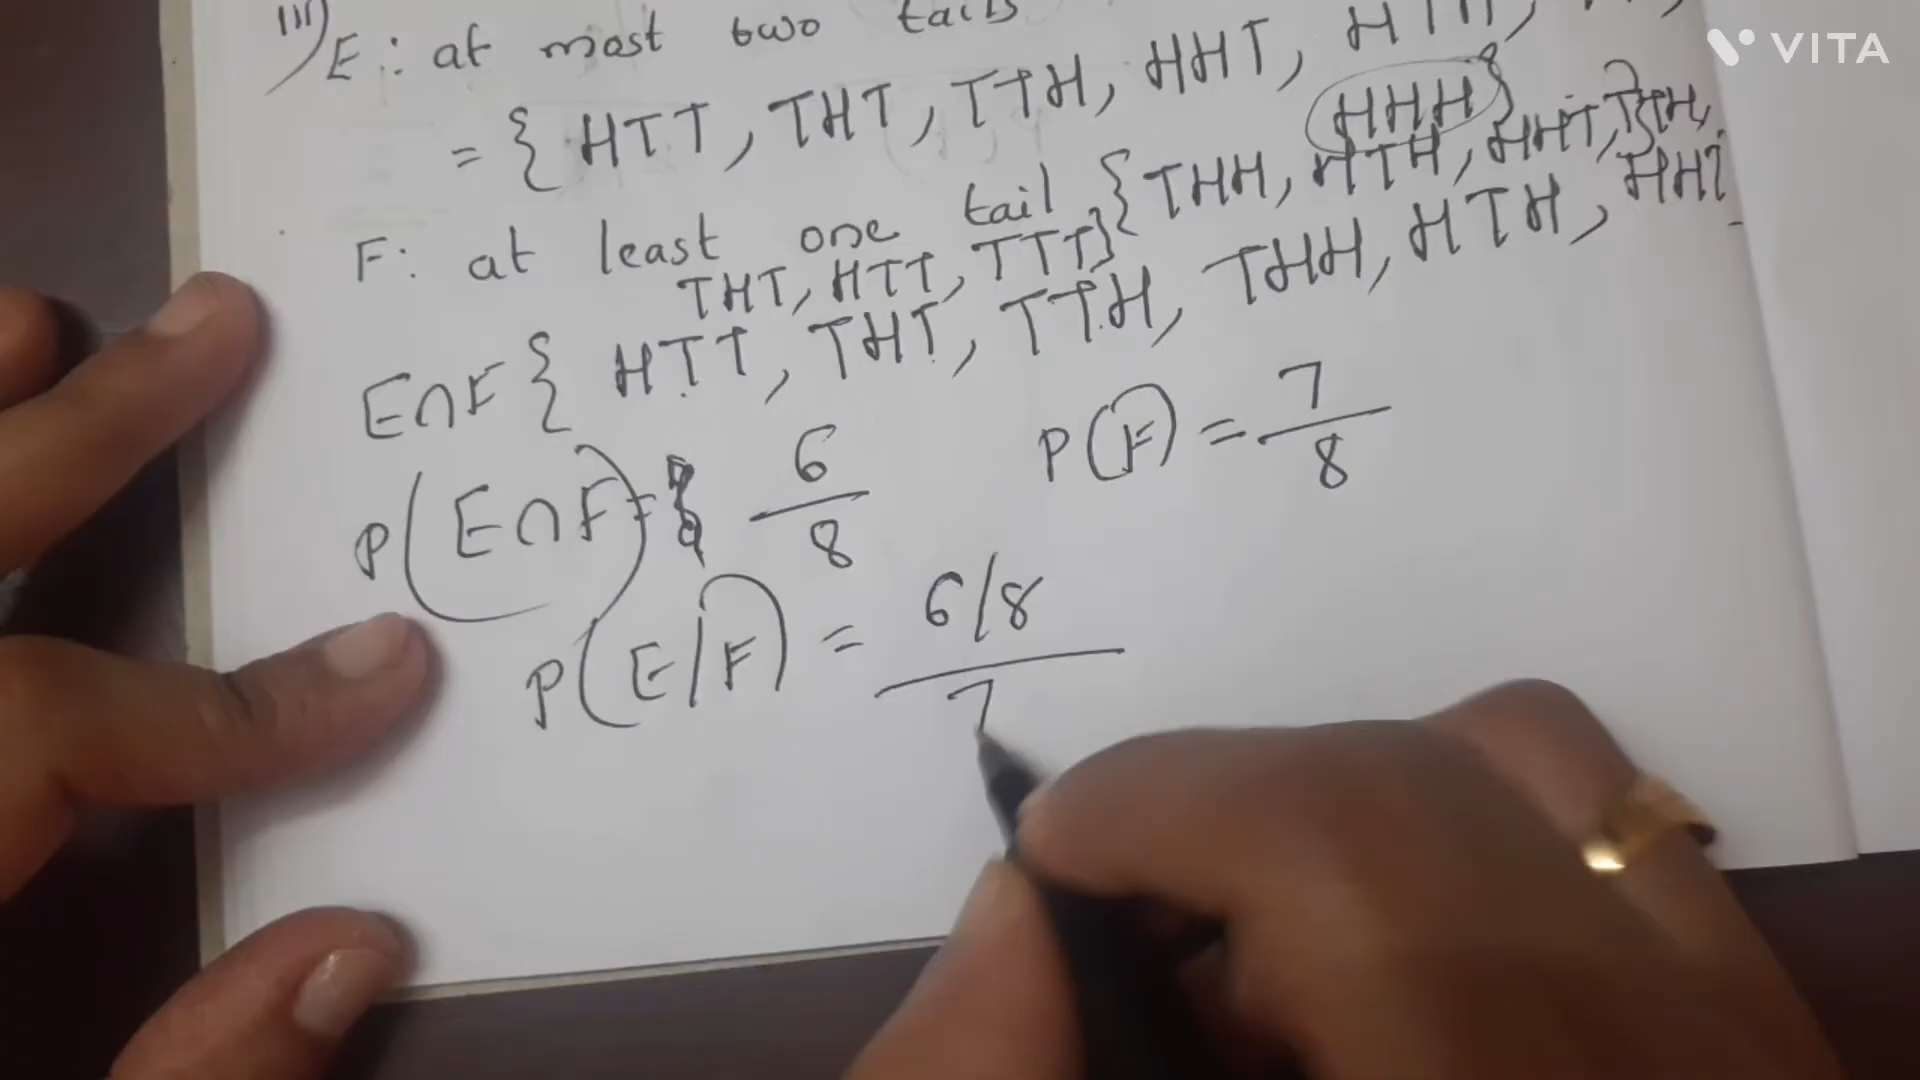 iii) E : at most two tails
= { HTT, THT, TTH, HHT, HTH,
HHH}
F : at least one tail {THH, HTH, HHT, TTH,
THT, HTT, TTT}
E∩F { HTT, THT, TTH, THH, HTH, HHT
P(E∩F) = 6/8 P(F) = 7/8
P(E/F) = 6/8
7
VITA